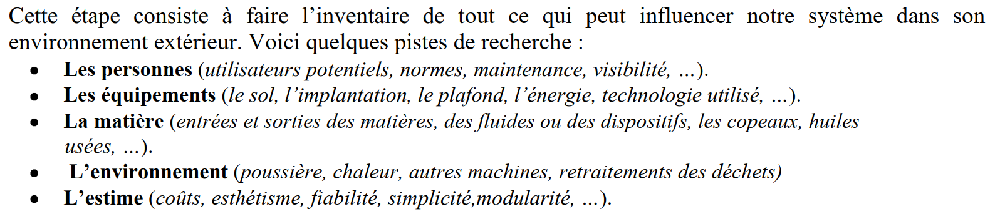 Cette étape consiste à faire l’inventaire de tout ce qui peut influencer notre système dans son
environnement extérieur. Voici quelques pistes de recherche :
• Les personnes (utilisateurs potentiels, normes, maintenance, visibilité, …).
• Les équipements (le sol, l’implantation, le plafond, l’énergie, technologie utilisé, …).
• La matière (entrées et sorties des matières, des fluides ou des dispositifs, les copeaux, huiles
usées, …).
• L’environnement (poussière, chaleur, autres machines, retraitements des déchets)
• L’estime (coûts, esthétisme, fiabilité, simplicité,modularité, …).